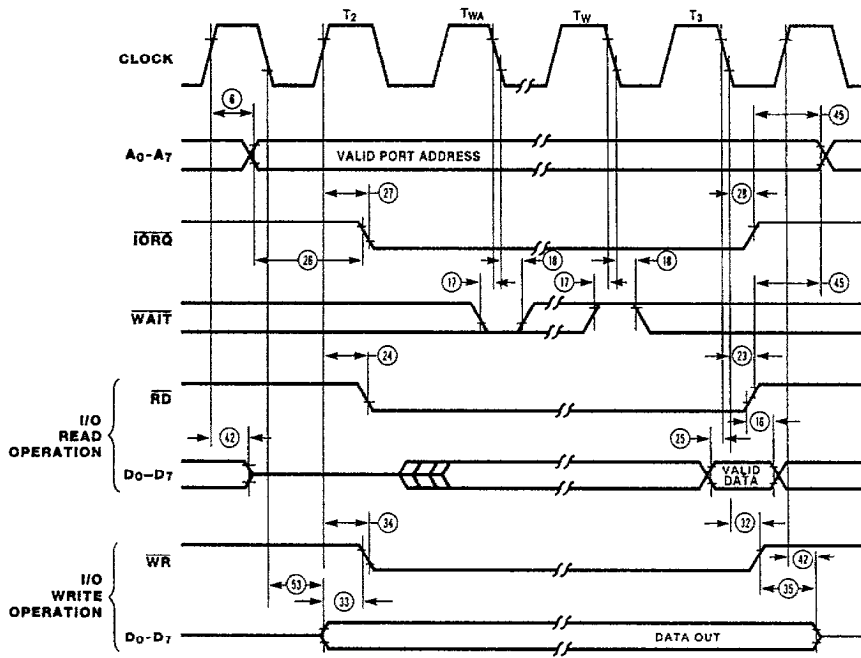 T2 TWA TW T3
CLOCK
6 45
A0-A7 VALID PORT ADDRESS
27 28
IORQ
26 18 18
17 17 45
WAIT
24 23
RD
I/O READ OPERATION
42 25 16
D0-D7 VALID DATA
34 32
WR
42
I/O WRITE OPERATION
53 33 35
D0-D7 DATA OUT